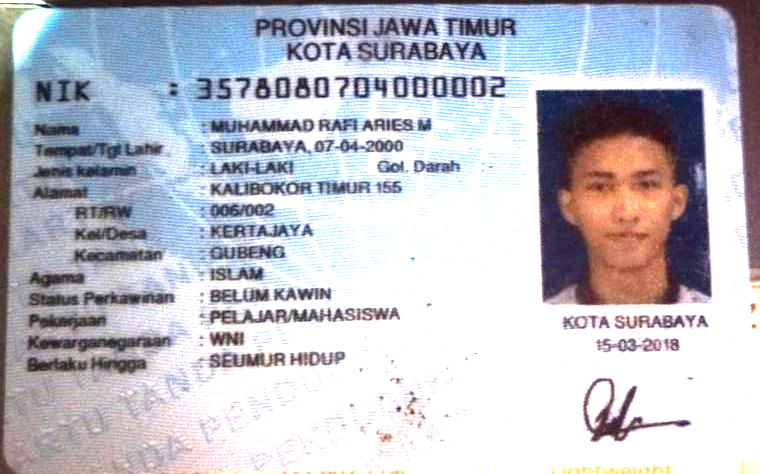 PROVINSI JAWA TIMUR
KOTA SURABAYA
NIK : 3578080704000002
Nama : MUHAMMAD RAFI ARIES M
Tempat/Tgl Lahir : SURABAYA, 07-04-2000
Jenis kelamin : LAKI-LAKI Gol. Darah : -
Alamat : KALIBOKOR TIMUR 155
RT/RW : 006/002
Kel/Desa : KERTAJAYA
Kecamatan : GUBENG
Agama : ISLAM
Status Perkawinan : BELUM KAWIN
Pekerjaan : PELAJAR/MAHASISWA
Kewarganegaraan : WNI
Berlaku Hingga : SEUMUR HIDUP
KOTA SURABAYA
15-03-2018
Lightweight